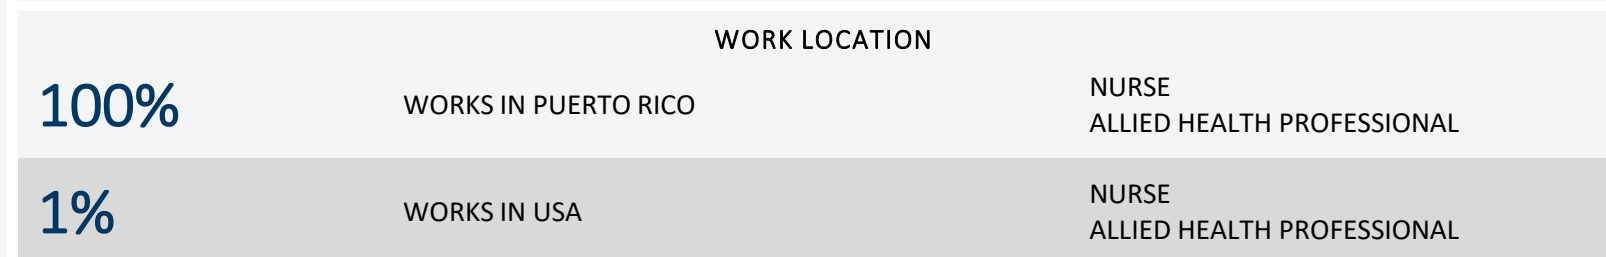 WORK LOCATION
100%
WORKS IN PUERTO RICO
NURSE
ALLIED HEALTH PROFESSIONAL
1%
WORKS IN USA
NURSE
ALLIED HEALTH PROFESSIONAL